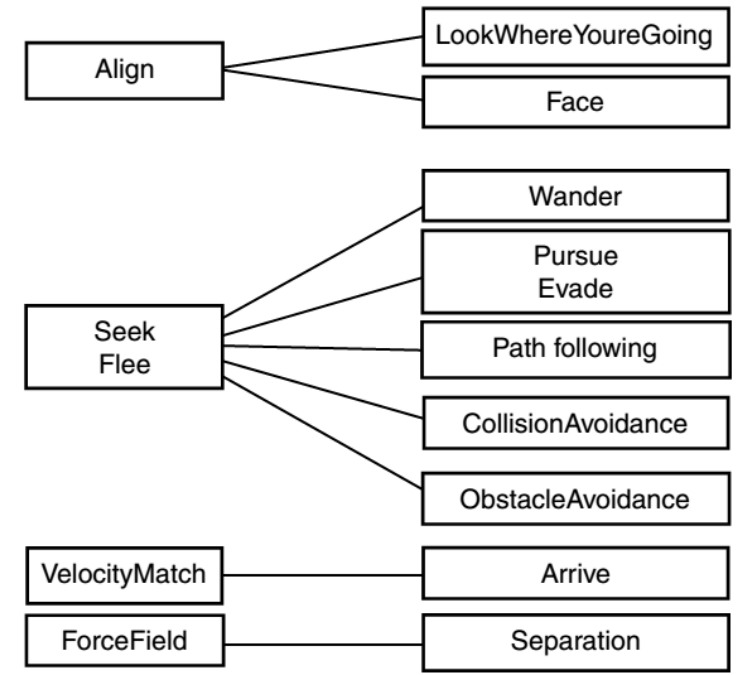 Align
LookWhereYoureGoing
Face
Seek
Flee
Wander
Pursue
Evade
Path following
CollisionAvoidance
ObstacleAvoidance
VelocityMatch
Arrive
ForceField
Separation